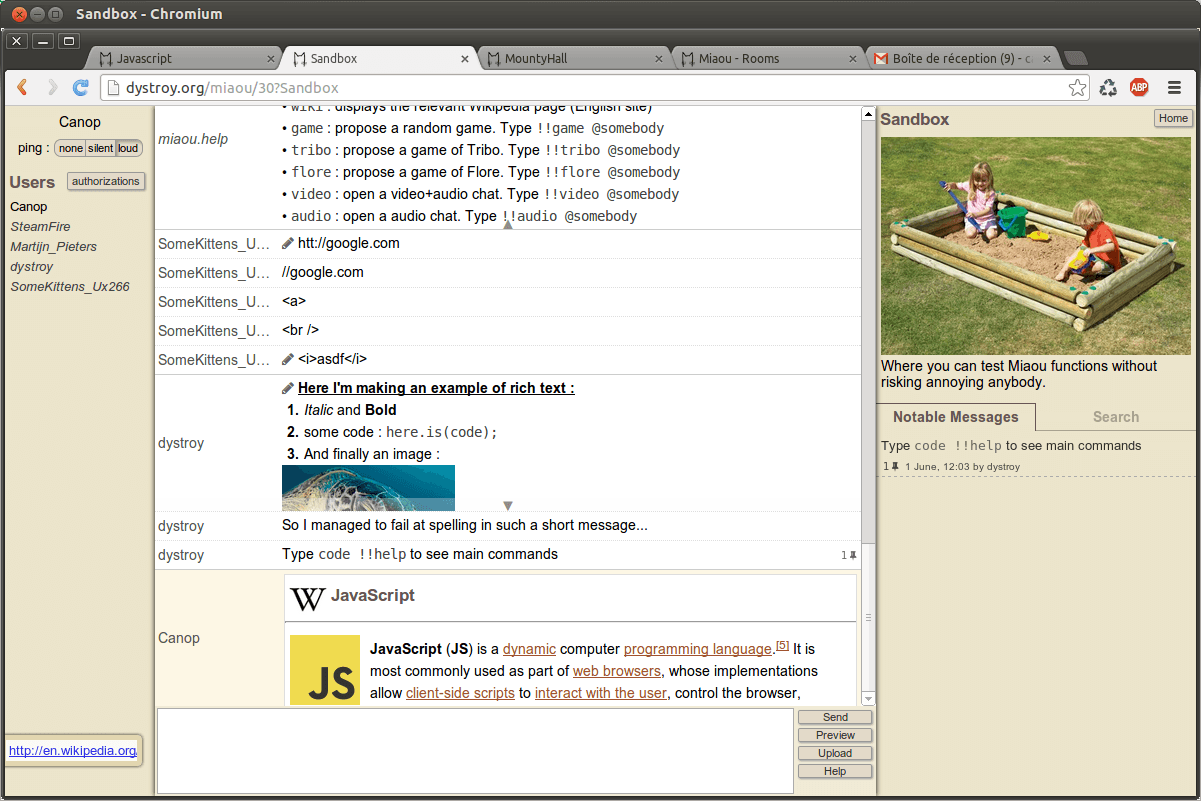 Sandbox - Chromium
Javascript
Sandbox
MountyHall
Miaou - Rooms
Boîte de réception (9) - c
dystroy.org/miaou/30?Sandbox
ABP
Canop
ping : none silent loud
Users authorizations
Canop
SteamFire
Martijn_Pieters
dystroy
SomeKittens_Ux266
http://en.wikipedia.org
miaou.help
• wiki : displays the relevant Wikipedia page (English site)
• game : propose a random game. Type !!game @somebody
• tribo : propose a game of Tribo. Type !!tribo @somebody
• flore : propose a game of Flore. Type !!flore @somebody
• video : open a video+audio chat. Type !!video @somebody
• audio : open a audio chat. Type !!audio @somebody
SomeKittens_U… htt://google.com
SomeKittens_U… //google.com
SomeKittens_U… <a>
SomeKittens_U… <br />
SomeKittens_U… <i>asdf</i>
dystroy
Here I'm making an example of rich text :
1. Italic and Bold
2. some code : here.is(code);
3. And finally an image :
dystroy So I managed to fail at spelling in such a short message...
dystroy Type code !!help to see main commands 1
Canop
W JavaScript
JS
JavaScript (JS) is a dynamic computer programming language.[5] It is
most commonly used as part of web browsers, whose implementations
allow client-side scripts to interact with the user, control the browser,
Send
Preview
Upload
Help
Sandbox Home
Where you can test Miaou functions without
risking annoying anybody.
Notable Messages Search
Type code !!help to see main commands
1 1 June, 12:03 by dystroy